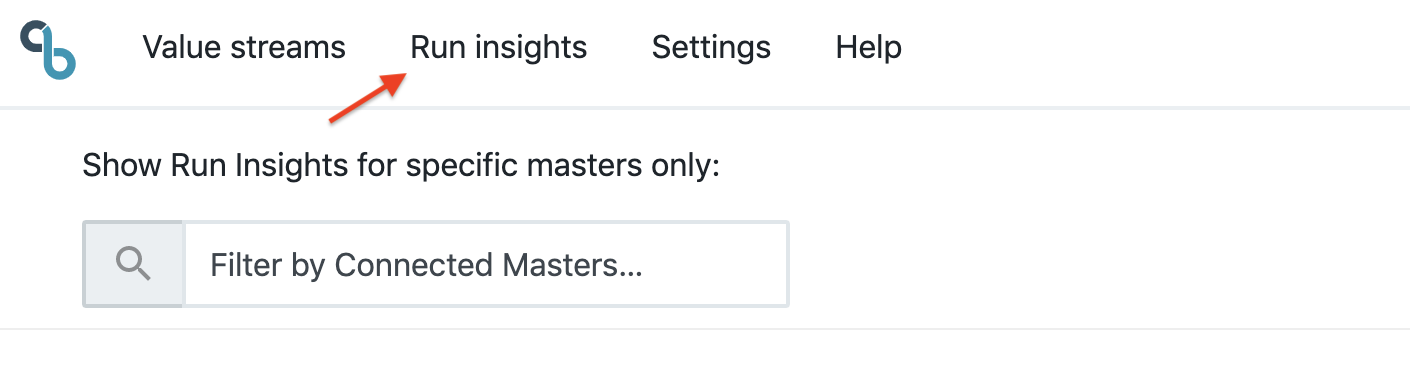 Value streams Run insights Settings Help
Show Run Insights for specific masters only:
Filter by Connected Masters...